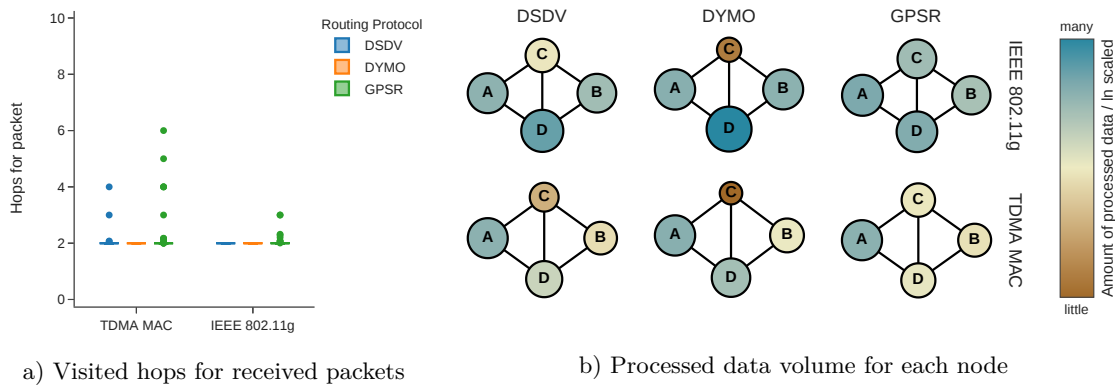 10
8
6
4
2
0
Hops for packet
TDMA MAC
IEEE 802.11g
Routing Protocol
DSDV
DYMO
GPSR
a) Visited hops for received packets
DSDV
DYMO
GPSR
C
A
B
D
C
A
B
D
C
A
B
D
IEEE 802.11g
C
A
B
D
C
A
B
D
C
A
B
D
TDMA MAC
many
Amount of processed data / ln scaled
little
b) Processed data volume for each node